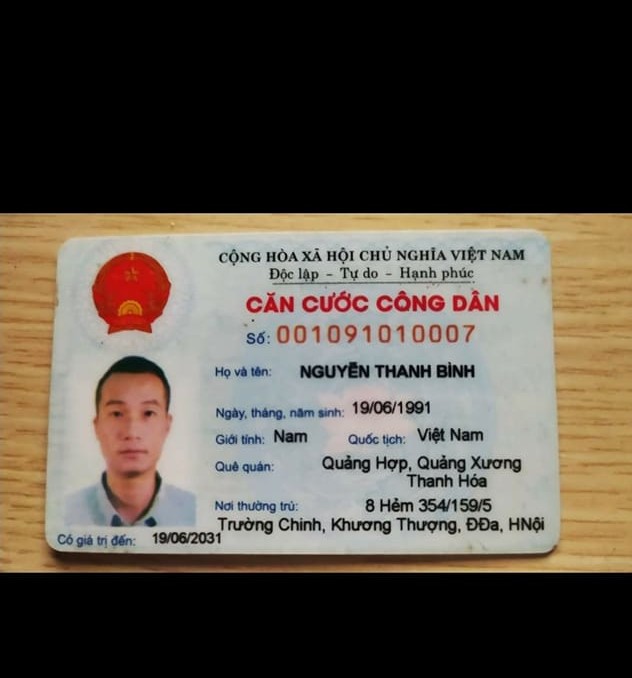 CỘNG HÒA XÃ HỘI CHỦ NGHĨA VIỆT NAM
Độc lập - Tự do - Hạnh phúc
CĂN CƯỚC CÔNG DÂN
Số: 001091010007
Họ và tên: NGUYỄN THANH BÌNH
Ngày, tháng, năm sinh: 19/06/1991
Giới tính: Nam Quốc tịch: Việt Nam
Quê quán: Quảng Hợp, Quảng Xương
Thanh Hóa
Nơi thường trú: 8 Hẻm 354/159/5
Trường Chinh, Khương Thượng, ĐĐa, HNội
Có giá trị đến: 19/06/2031